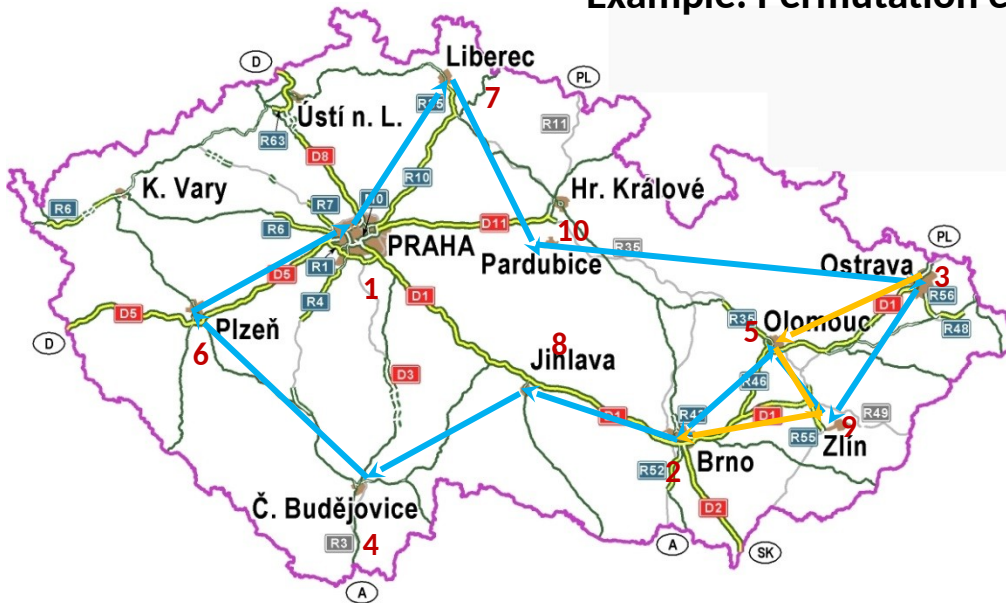 Example: Permutation
Liberec
D
PL
R35
7
Ústí n. L.
R11
R63
D8
K. Vary
R10
Hr. Králové
R6
R7
R6
D11
10
PRAHA
R35
PL
R1
D5
Pardubice
Ostrava
3
1
R4
D1
D1
R56
D5
Plzeň
R35
Olomouc
R48
D
5
8
6
Jihlava
D3
R46
D1
D1
R49
R55
9
Zlín
R52
2
Brno
Č. Budějovice
D2
R3
4
A
SK
A